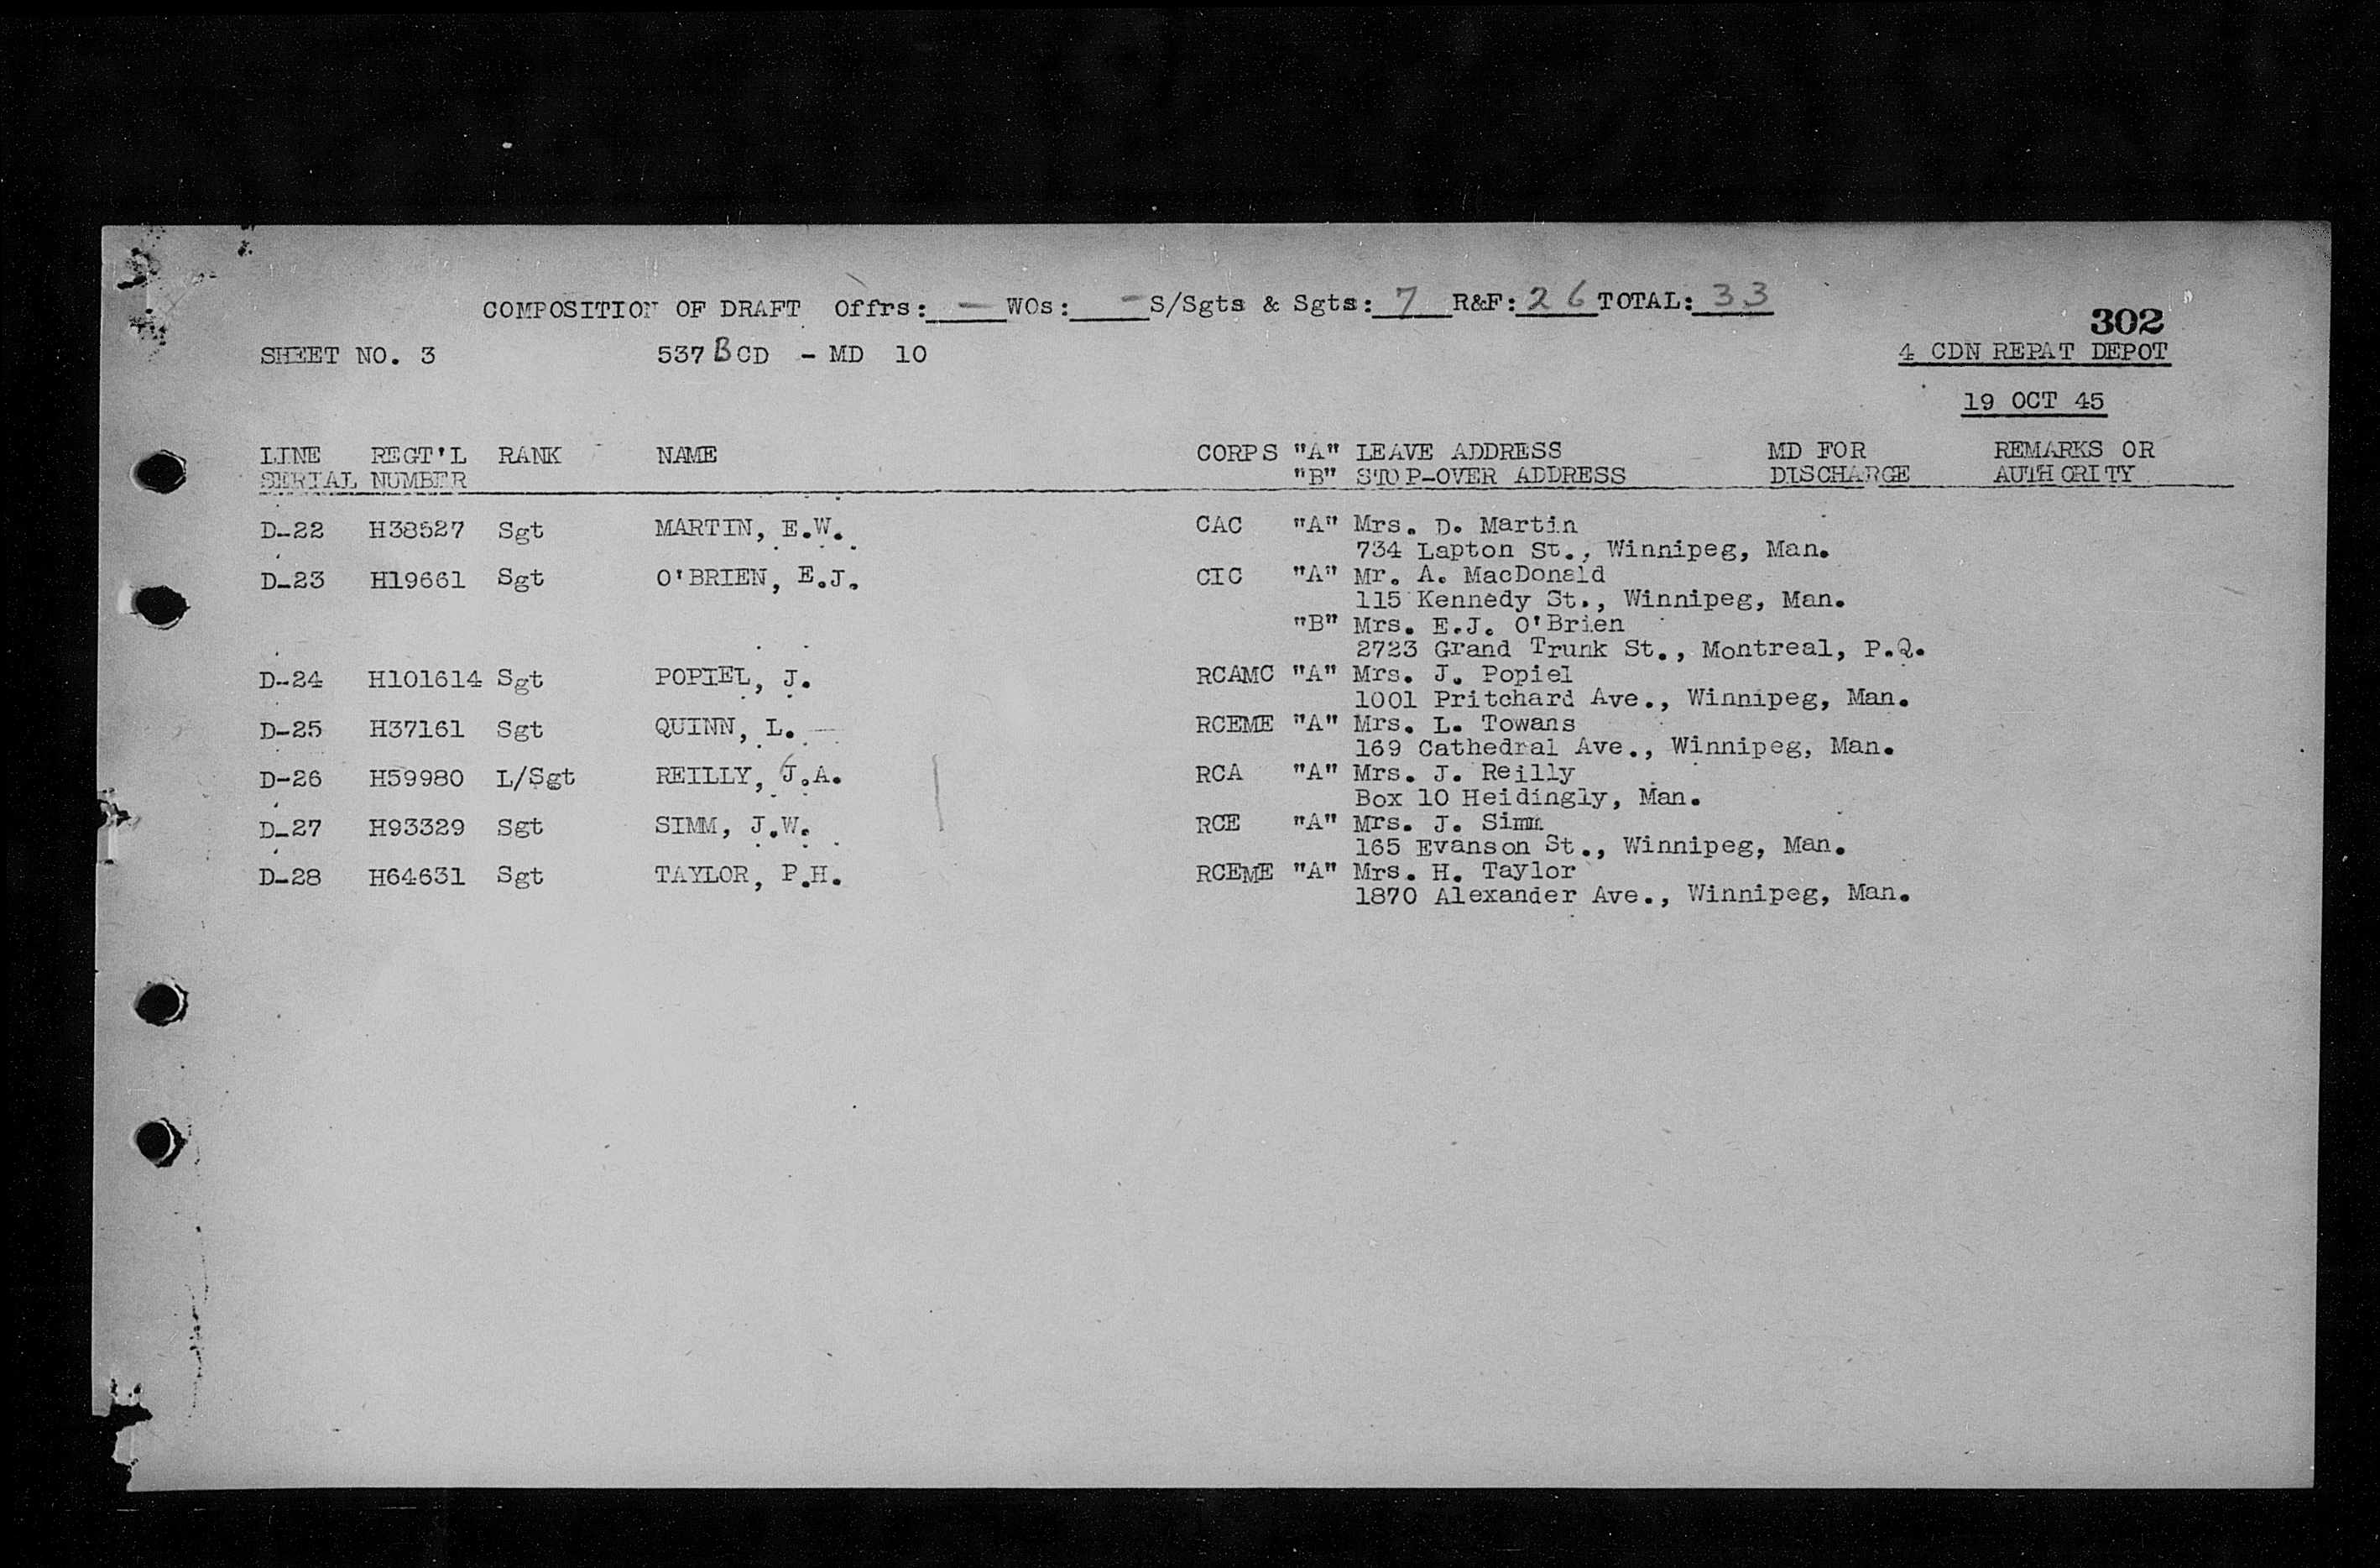 COMPOSITION OF DRAFT Offrs: - WOs: - S/Sgts & Sgts: 7 R&F: 26 TOTAL: 33
302
SHEET NO. 3 537 B CD - MD 10 4 CDN REPAT DEPOT
19 OCT 45
LINE REGT'L RANK NAME CORPS "A" LEAVE ADDRESS MD FOR REMARKS OR
SERIAL NUMBER "B" STOP-OVER ADDRESS DISCHARGE AUTHORITY
D-22 H38527 Sgt MARTIN, E.W. CAC "A" Mrs. D. Martin
734 Lapton St., Winnipeg, Man.
D-23 H19661 Sgt O'BRIEN, E.J. CIC "A" Mr. A. MacDonald
115 Kennedy St., Winnipeg, Man.
"B" Mrs. E.J. O'Brien
2723 Grand Trunk St., Montreal, P.Q.
D-24 H101614 Sgt POPIEL, J. RCAMC "A" Mrs. J. Popiel
1001 Pritchard Ave., Winnipeg, Man.
D-25 H37161 Sgt QUINN, L. RCEME "A" Mrs. L. Towans
169 Cathedral Ave., Winnipeg, Man.
D-26 H59980 L/Sgt REILLY, J.A. RCA "A" Mrs. J. Reilly
Box 10 Heidingly, Man.
D-27 H93329 Sgt SIMM, J.W. RCE "A" Mrs. J. Simm
165 Evanson St., Winnipeg, Man.
D-28 H64631 Sgt TAYLOR, P.H. RCEME "A" Mrs. H. Taylor
1870 Alexander Ave., Winnipeg, Man.